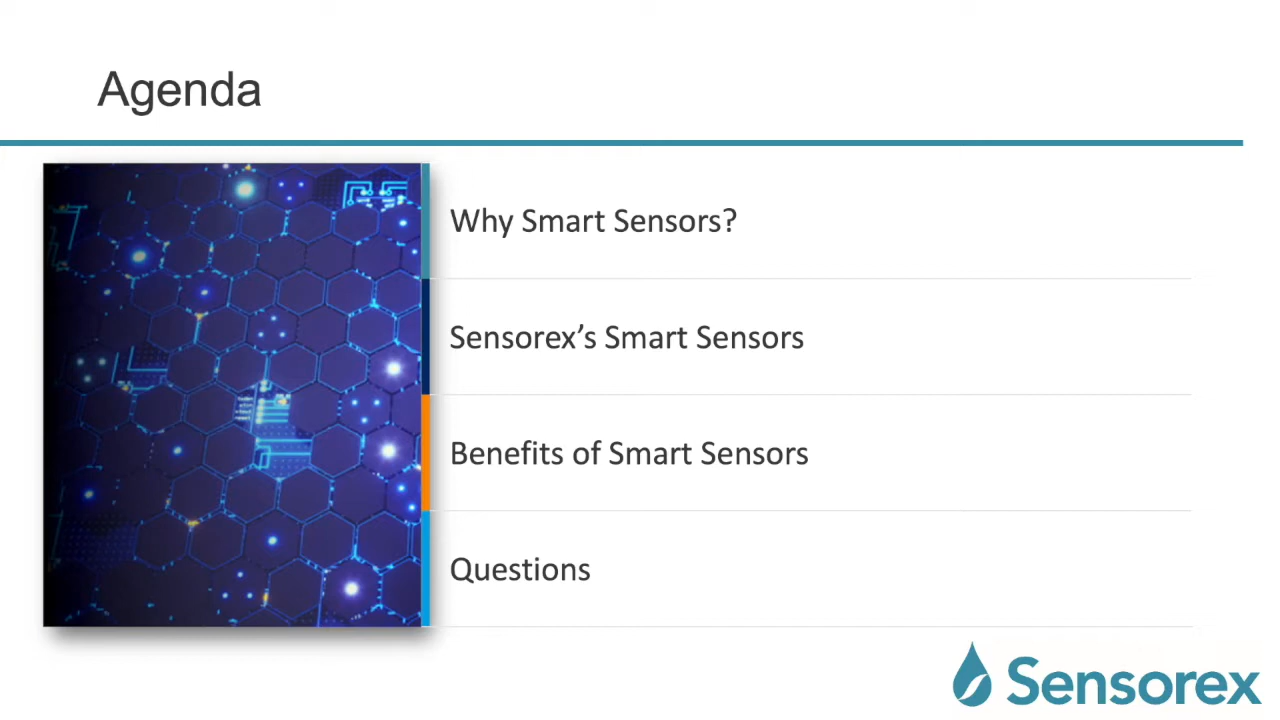 Agenda
Why Smart Sensors?
Sensorex’s Smart Sensors
Benefits of Smart Sensors
Questions
Sensorex